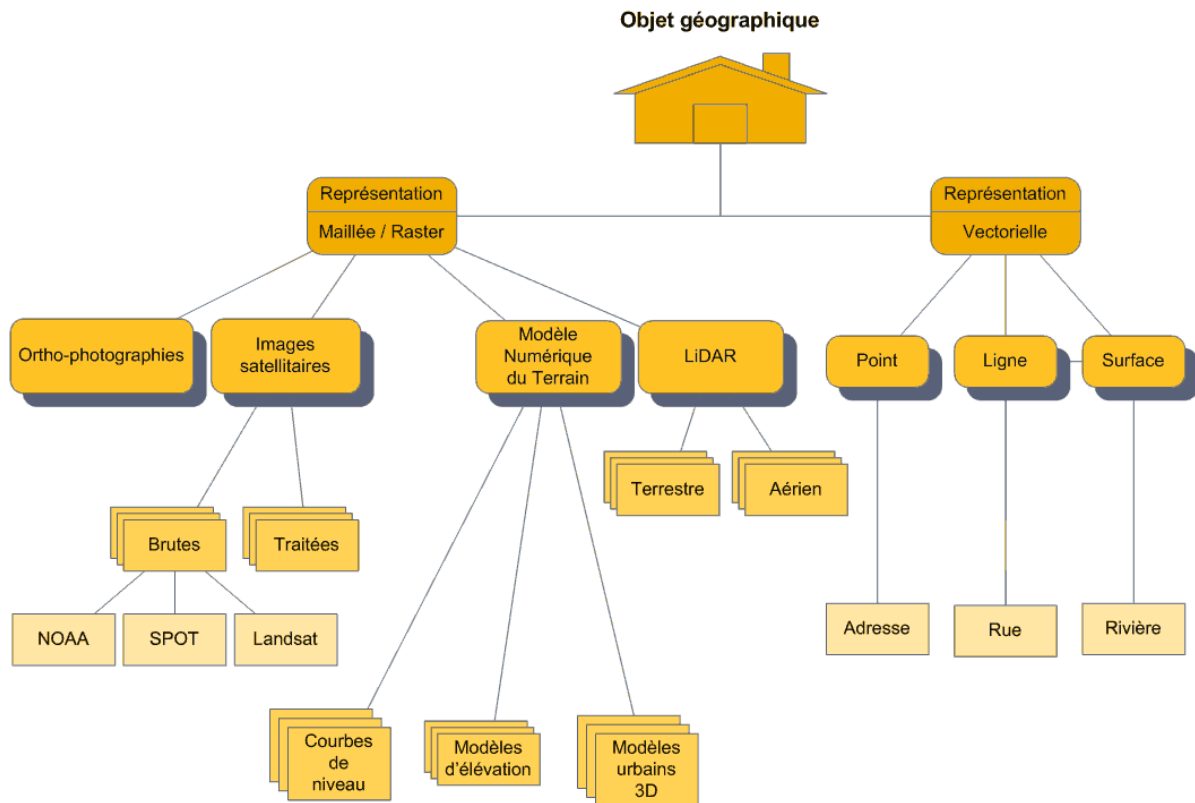 Objet géographique
Représentation
Maillée / Raster
Représentation
Vectorielle
Ortho-photographies
Images
satellitaires
Modèle
Numérique
du Terrain
LiDAR
Point
Ligne
Surface
Terrestre
Aérien
Brutes
Traitées
NOAA
SPOT
Landsat
Adresse
Rue
Rivière
Courbes
de
niveau
Modèles
d'élévation
Modèles
urbains
3D